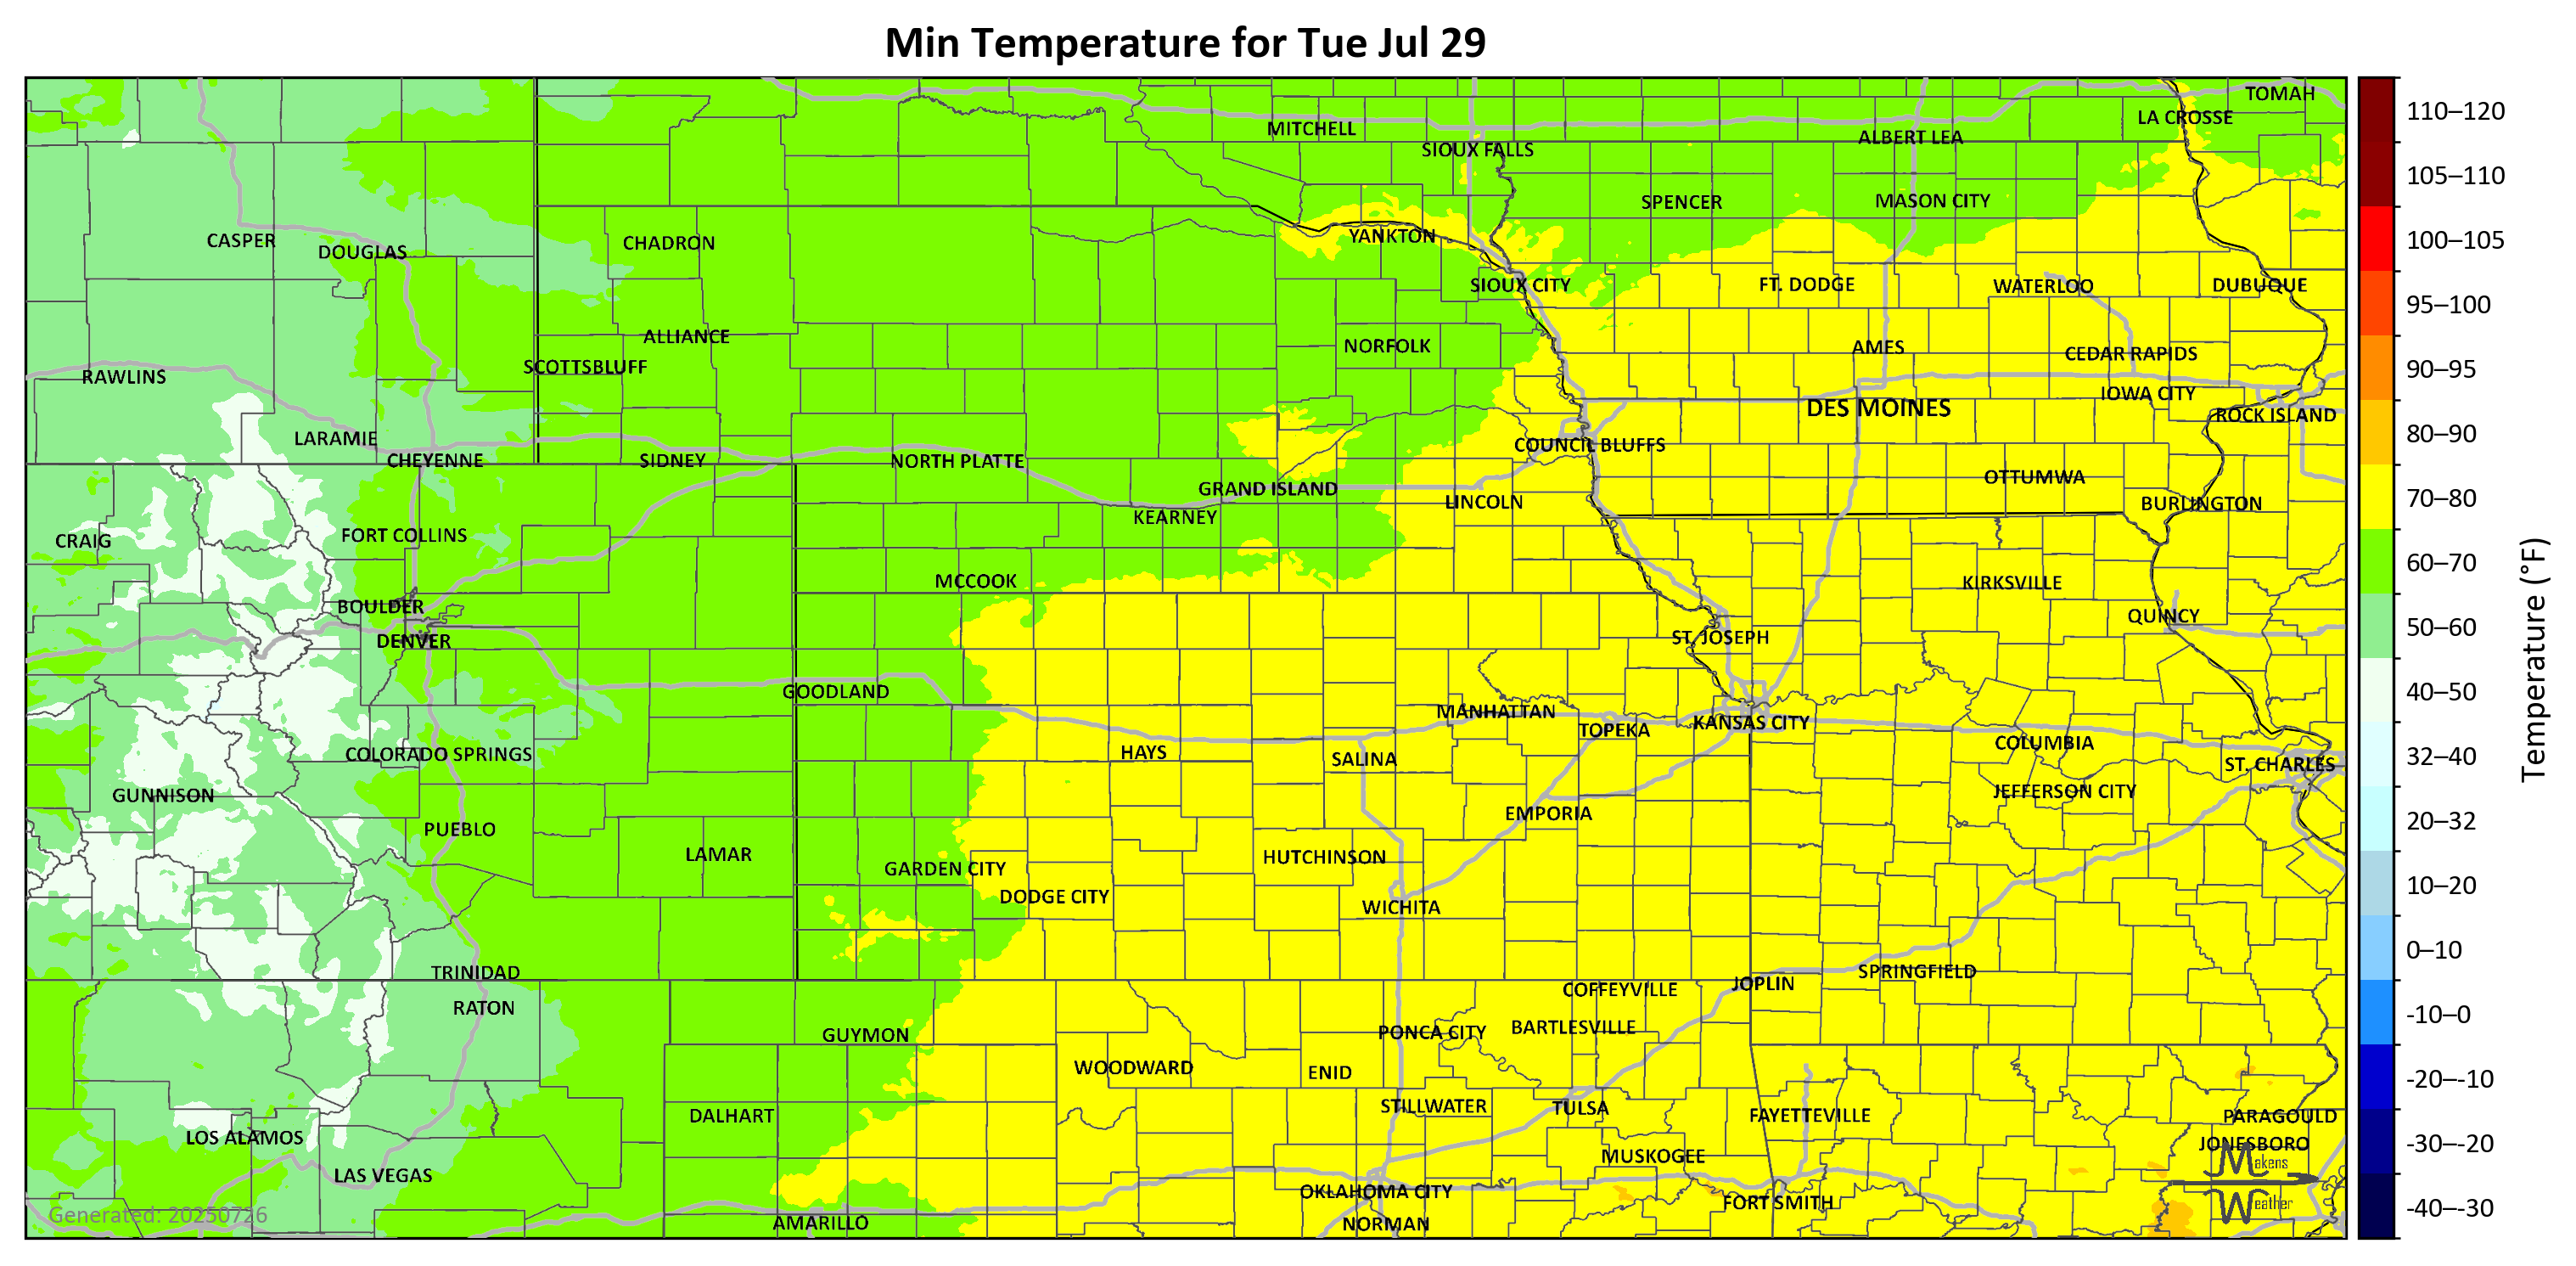 Min Temperature for Tue Jul 29
TOMAH
LA CROSSE
MITCHELL
ALBERT LEA
SIOUX FALLS
SPENCER
MASON CITY
CASPER
DOUGLAS
CHADRON
YANKTON
SIOUX CITY
FT. DODGE
WATERLOO
DUBUQUE
ALLIANCE
NORFOLK
AMES
CEDAR RAPIDS
SCOTTSBLUFF
RAWLINS
IOWA CITY
DES MOINES
ROCK ISLAND
LARAMIE
COUNCIL BLUFFS
CHEYENNE
SIDNEY
NORTH PLATTE
OTTUMWA
GRAND ISLAND
LINCOLN
BURLINGTON
KEARNEY
FORT COLLINS
CRAIG
MCCOOK
KIRKSVILLE
BOULDER
QUINCY
DENVER
ST. JOSEPH
GOODLAND
MANHATTAN
KANSAS CITY
TOPEKA
COLUMBIA
COLORADO SPRINGS
HAYS
SALINA
ST. CHARLES
GUNNISON
JEFFERSON CITY
EMPORIA
PUEBLO
LAMAR
HUTCHINSON
GARDEN CITY
DODGE CITY
WICHITA
TRINIDAD
SPRINGFIELD
JOPLIN
COFFEYVILLE
RATON
GUYMON
PONCA CITY
BARTLESVILLE
WOODWARD
ENID
STILLWATER
TULSA
DALHART
FAYETTEVILLE
PARAGOULD
LOS ALAMOS
JONESBORO
MUSKOGEE
LAS VEGAS
OKLAHOMA CITY
FORT SMITH
AMARILLO
NORMAN
Makens
Weather
Generated: 20250726
110–120
105–110
100–105
95–100
90–95
80–90
70–80
60–70
50–60
40–50
32–40
20–32
10–20
0–10
-10–0
-20–-10
-30–-20
-40–-30
Temperature (°F)